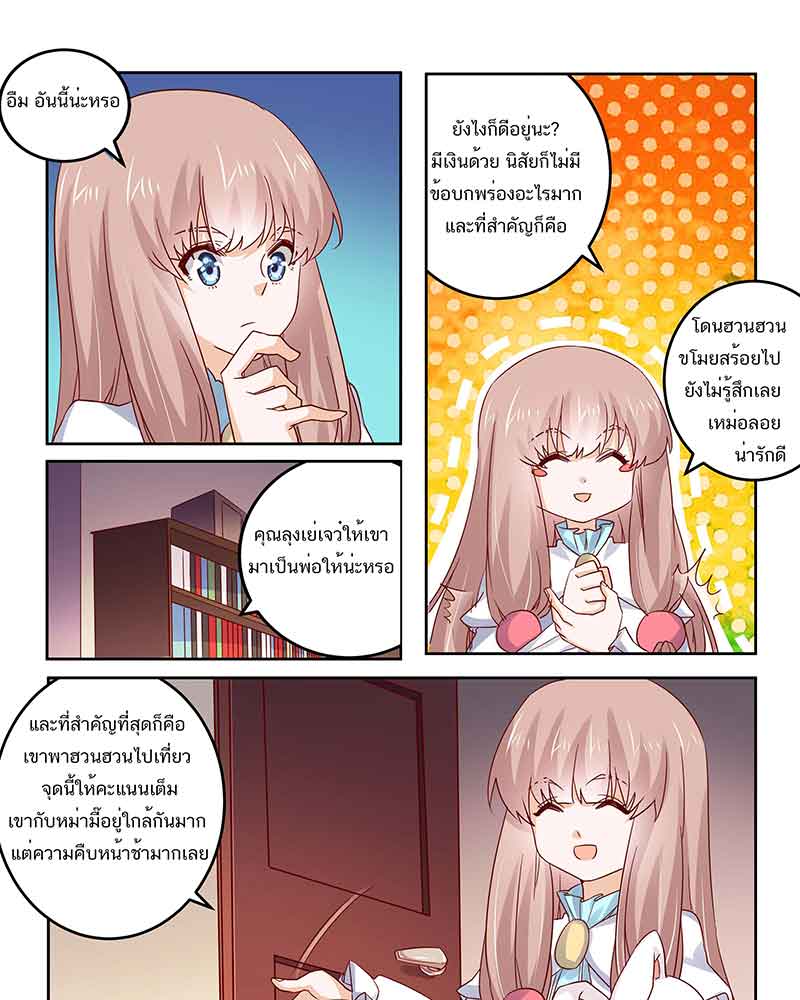 อืม อันนี้น่ะหรอ
ยังไงก็ดีอยู่นะ?
มีเงินด้วย นิสัยก็ไม่มี
ข้อบกพร่องอะไรมาก
และที่สำคัญก็คือ
โดนฮวนฮวน
ขโมยสร้อยไป
ยังไม่รู้สึกเลย
เหม่อลอย
น่ารักดี
คุณลุงเย่เจว๋ให้เขา
มาเป็นพ่อให้น่ะหรอ
และที่สำคัญที่สุดก็คือ
เขาพาฮวนฮวนไปเที่ยว
จุดนี้ให้คะแนนเต็ม
เขากับหม่ามี๊อยู่ใกล้กันมาก
แต่ความคืบหน้าช้ามากเลย